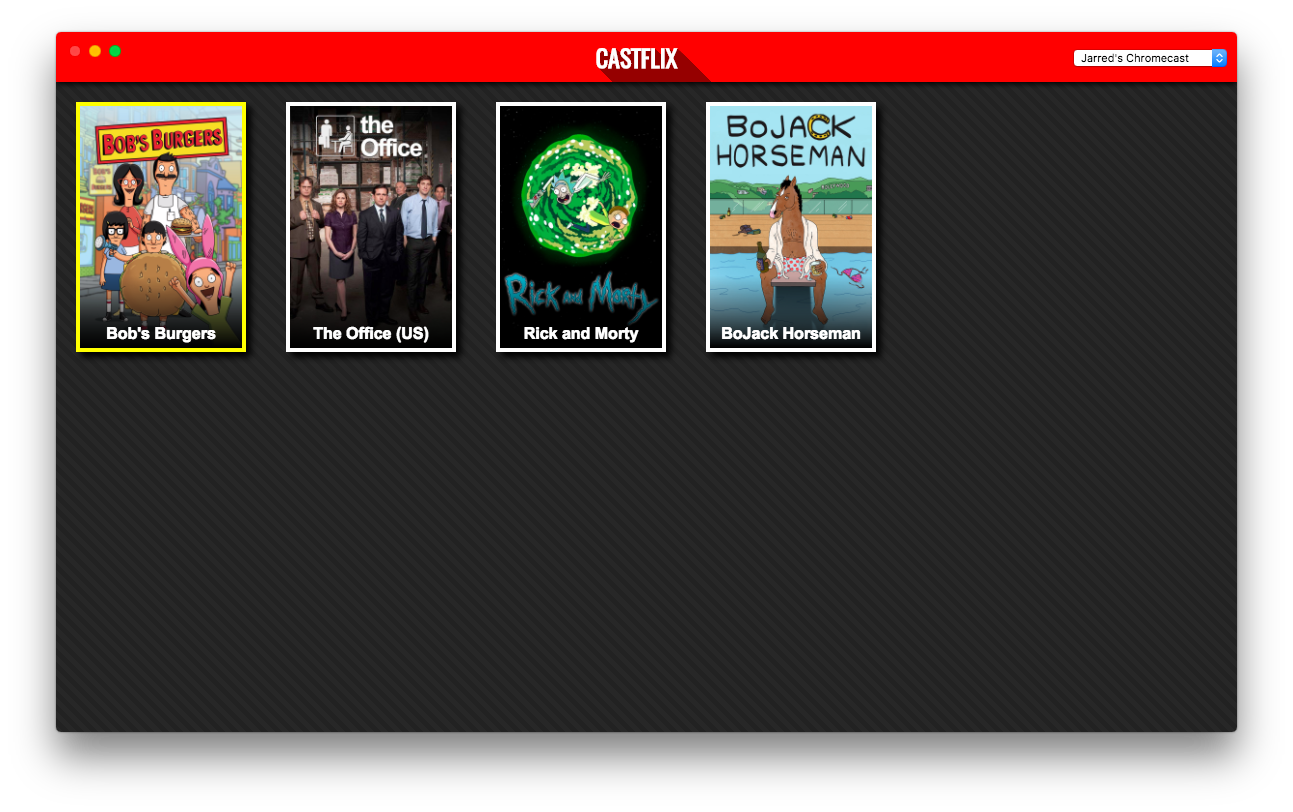 CASTFLIX
Jarred's Chromecast
BOB'S BURGERS
Bob's Burgers
the
Office
The Office (US)
Rick and Morty
Rick and Morty
BoJACK
HORSEMAN
BoJack Horseman